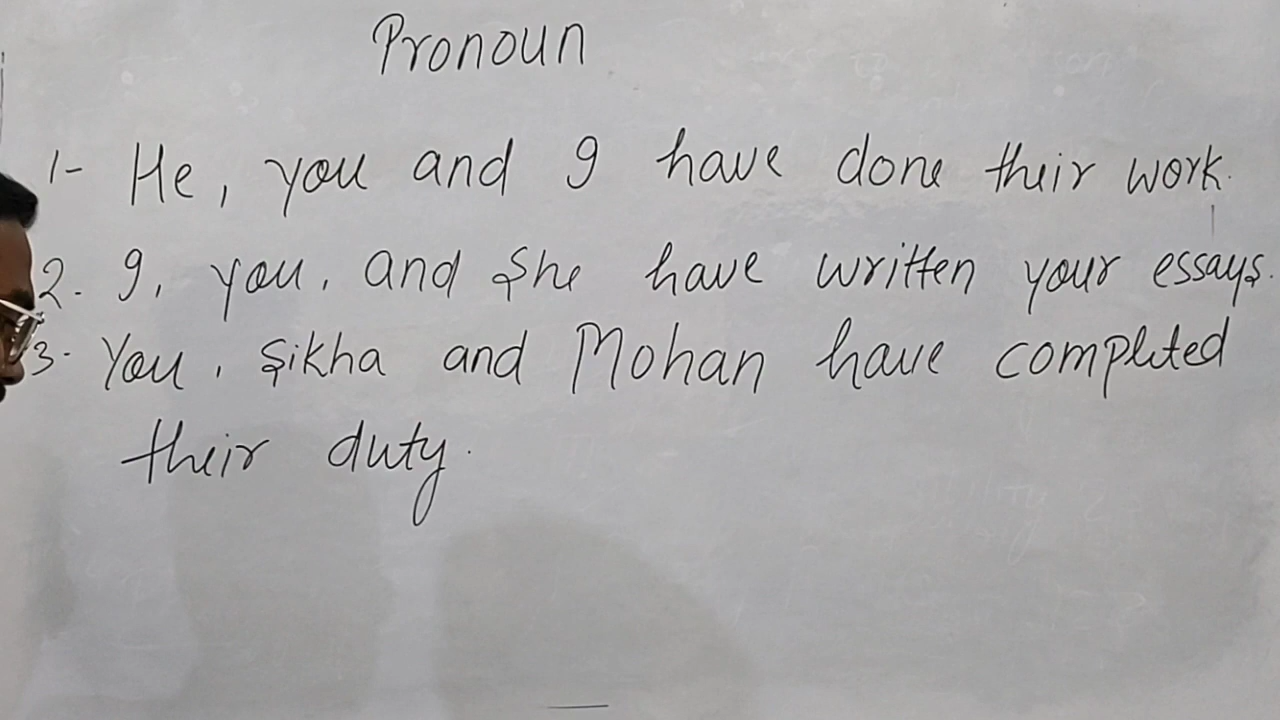 Pronoun
1- He, you and I have done their work.
2. I, you, and she have written your essays.
3. You, Sikha and Mohan have completed
their duty.